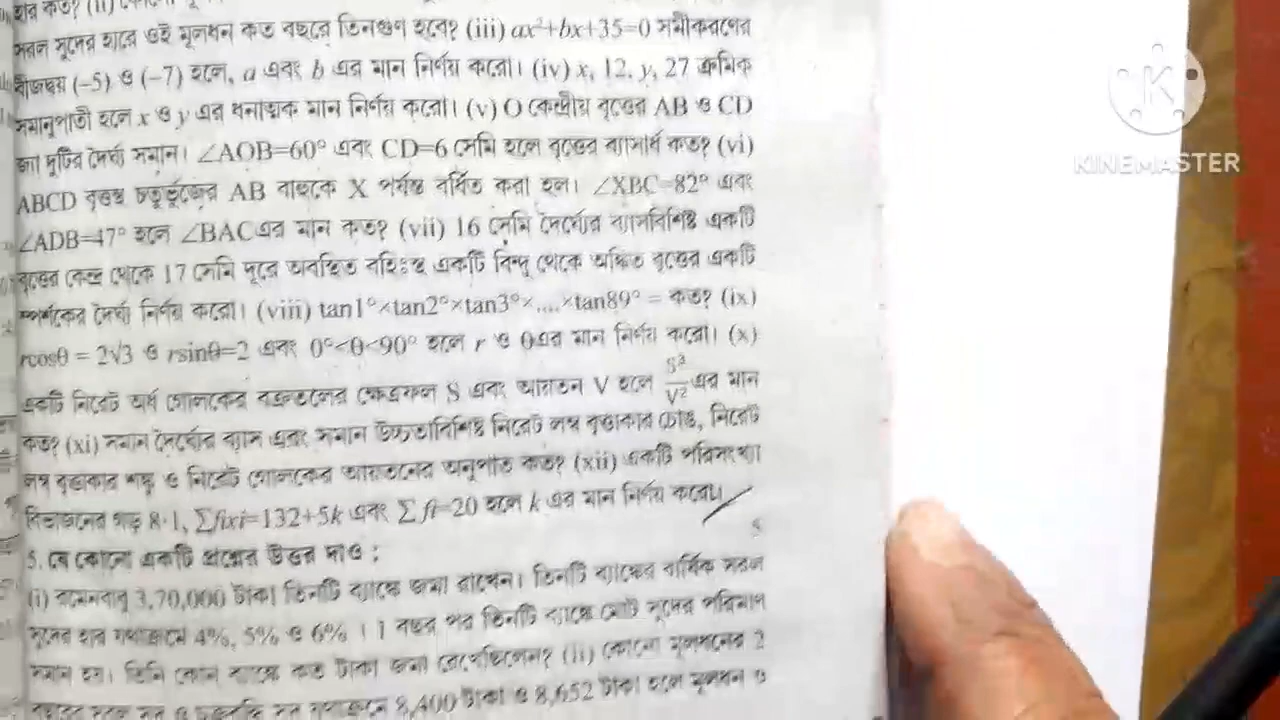 হার কত? (ii)
সরল সুদের হারে ওই মূলধন কত বছরে তিনগুণ হবে? (iii) ax²+bx+35=0 সমীকরণের
বীজদ্বয় (−5) ও (−7) হলে, a এবং b এর মান নির্ণয় করো। (iv) x, 12, y, 27 ক্রমিক
সমানুপাতী হলে x ও y এর ধনাত্মক মান নির্ণয় করো। (v) O কেন্দ্রীয় বৃত্তের AB ও CD
জ্যা দুটির দৈর্ঘ্য সমান। ∠AOB=60° এবং CD=6 সেমি হলে বৃত্তের ব্যাসার্ধ কত? (vi)
ABCD বৃত্তস্থ চতুর্ভুজের AB বাহুকে X পর্যন্ত বর্ধিত করা হল। ∠XBC=82° এবং
∠ADB=47° হলে ∠BACএর মান কত? (vii) 16 সেমি দৈর্ঘ্যের ব্যাসবিশিষ্ট একটি
বৃত্তের কেন্দ্র থেকে 17 সেমি দূরে অবস্থিত বহিঃস্থ একটি বিন্দু থেকে অঙ্কিত বৃত্তের একটি
স্পর্শকের দৈর্ঘ্য নির্ণয় করো। (viii) tan1°×tan2°×tan3°×....×tan89° = কত? (ix)
rcosθ = 2√3 ও rsinθ=2 এবং 0°<θ<90° হলে r ও θএর মান নির্ণয় করো। (x)
একটি নিরেট অর্ধ গোলকের বক্রতলের ক্ষেত্রফল S এবং আয়তন V হলে S³/V² এর মান
কত? (xi) সমান দৈর্ঘ্যের ব্যাস এবং সমান উচ্চতাবিশিষ্ট নিরেট লম্ব বৃত্তাকার চোঙ, নিরেট
লম্ব বৃত্তাকার শঙ্কু ও নিরেট গোলকের আয়তনের অনুপাত কত? (xii) একটি পরিসংখ্যা
বিভাজনের গড় 8·1, ∑fixi=132+5k এবং ∑fi=20 হলে k এর মান নির্ণয় করো।
5. যে কোনো একটি প্রশ্নের উত্তর দাও : 5
(i) রমেনবাবু 3,70,000 টাকা তিনটি ব্যাঙ্কে জমা রাখেন। তিনটি ব্যাঙ্কের বার্ষিক সরল
সুদের হার যথাক্রমে 4%, 5% ও 6% । 1 বছর পর তিনটি ব্যাঙ্কে মোট সুদের পরিমাণ
সমান হয়। তিনি কোন ব্যাঙ্কে কত টাকা জমা রেখেছিলেন? (ii) কোনো মূলধনের 2
বছরের সরল সুদ ও চক্রবৃদ্ধি সুদ যথাক্রমে 8,400 টাকা ও 8,652 টাকা হলে মূলধন ও
KINEMASTER